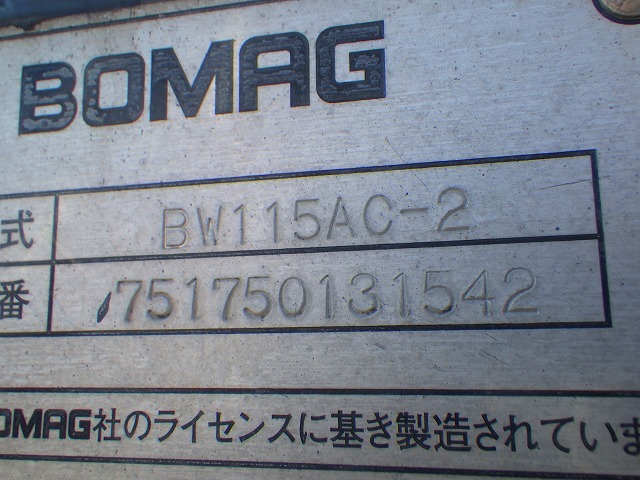 BOMAG
式 BW115AC-2
番 751750131542
BOMAG社のライセンスに基き製造されていま